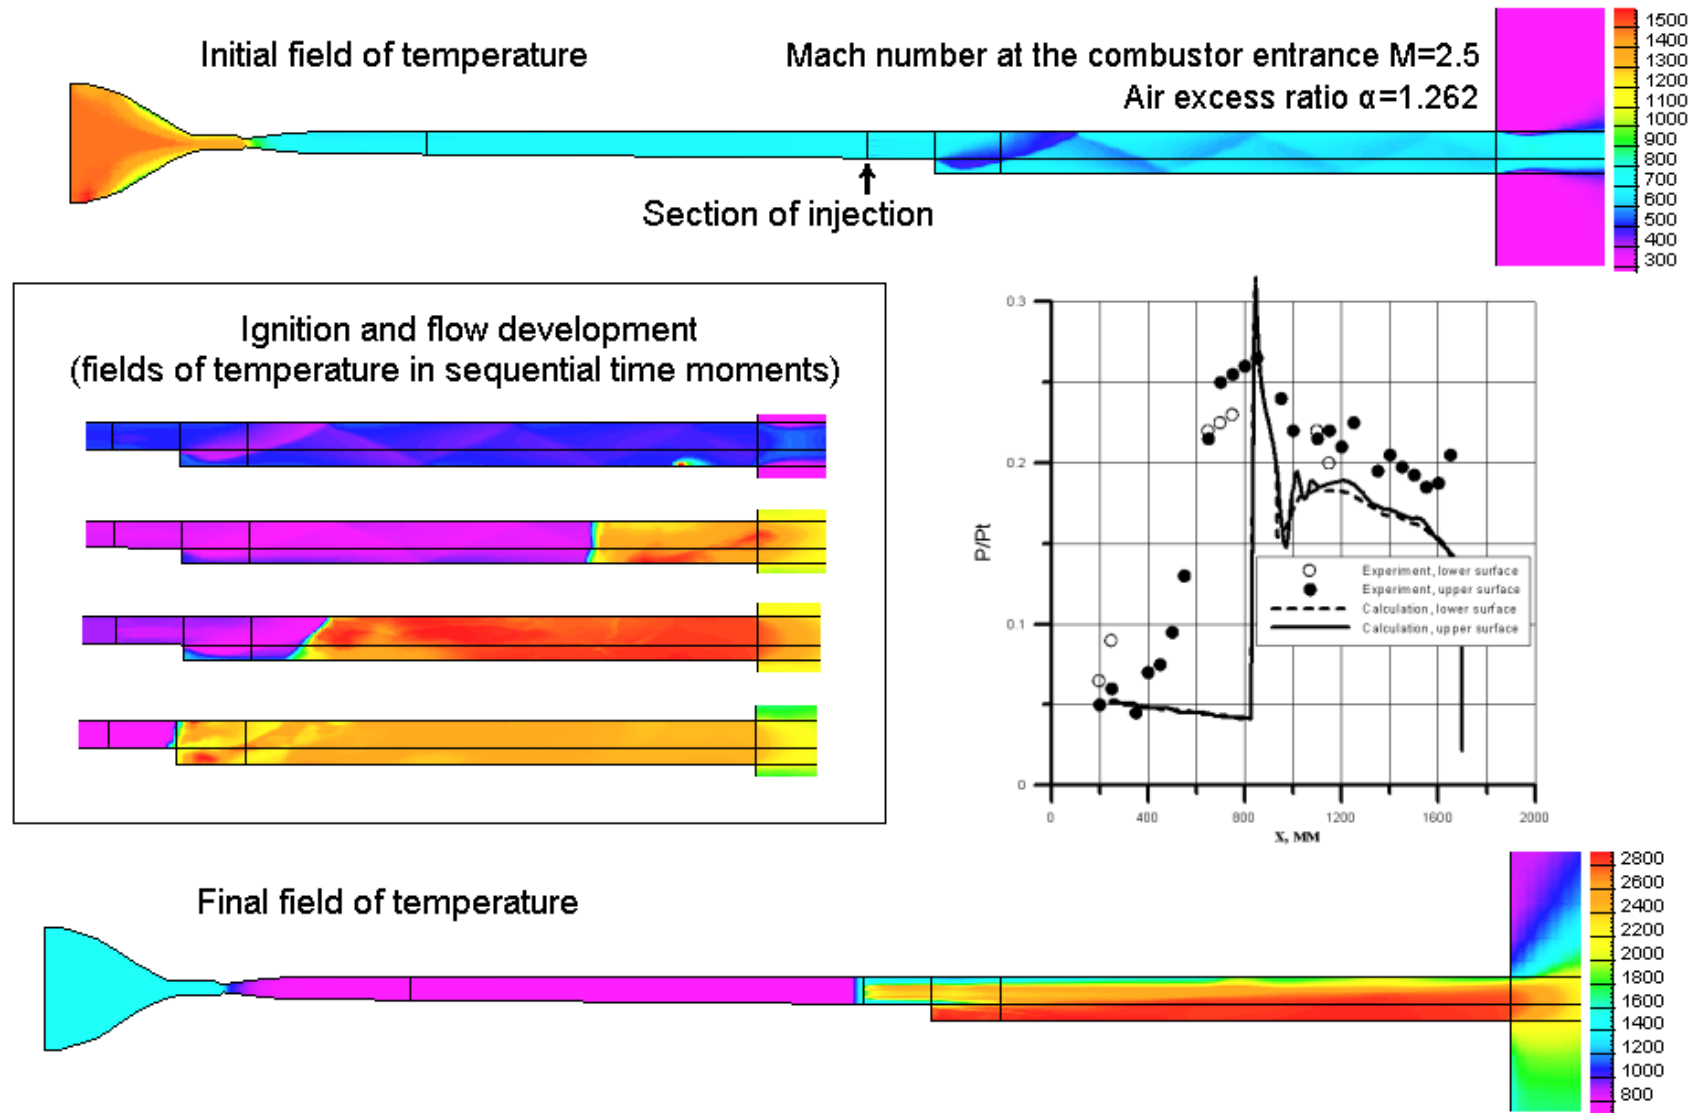 Initial field of temperature
Mach number at the combustor entrance M=2.5
Air excess ratio α=1.262
Section of injection
1500
1400
1300
1200
1100
1000
900
800
700
600
500
400
300
Ignition and flow development
(fields of temperature in sequential time moments)
0.3
0.2
0.1
0
P/Pt
Experiment, lower surface
Experiment, upper surface
Calculation, lower surface
Calculation, upper surface
0
400
800
1200
1600
2000
X, MM
Final field of temperature
2800
2600
2400
2200
2000
1800
1600
1400
1200
1000
800